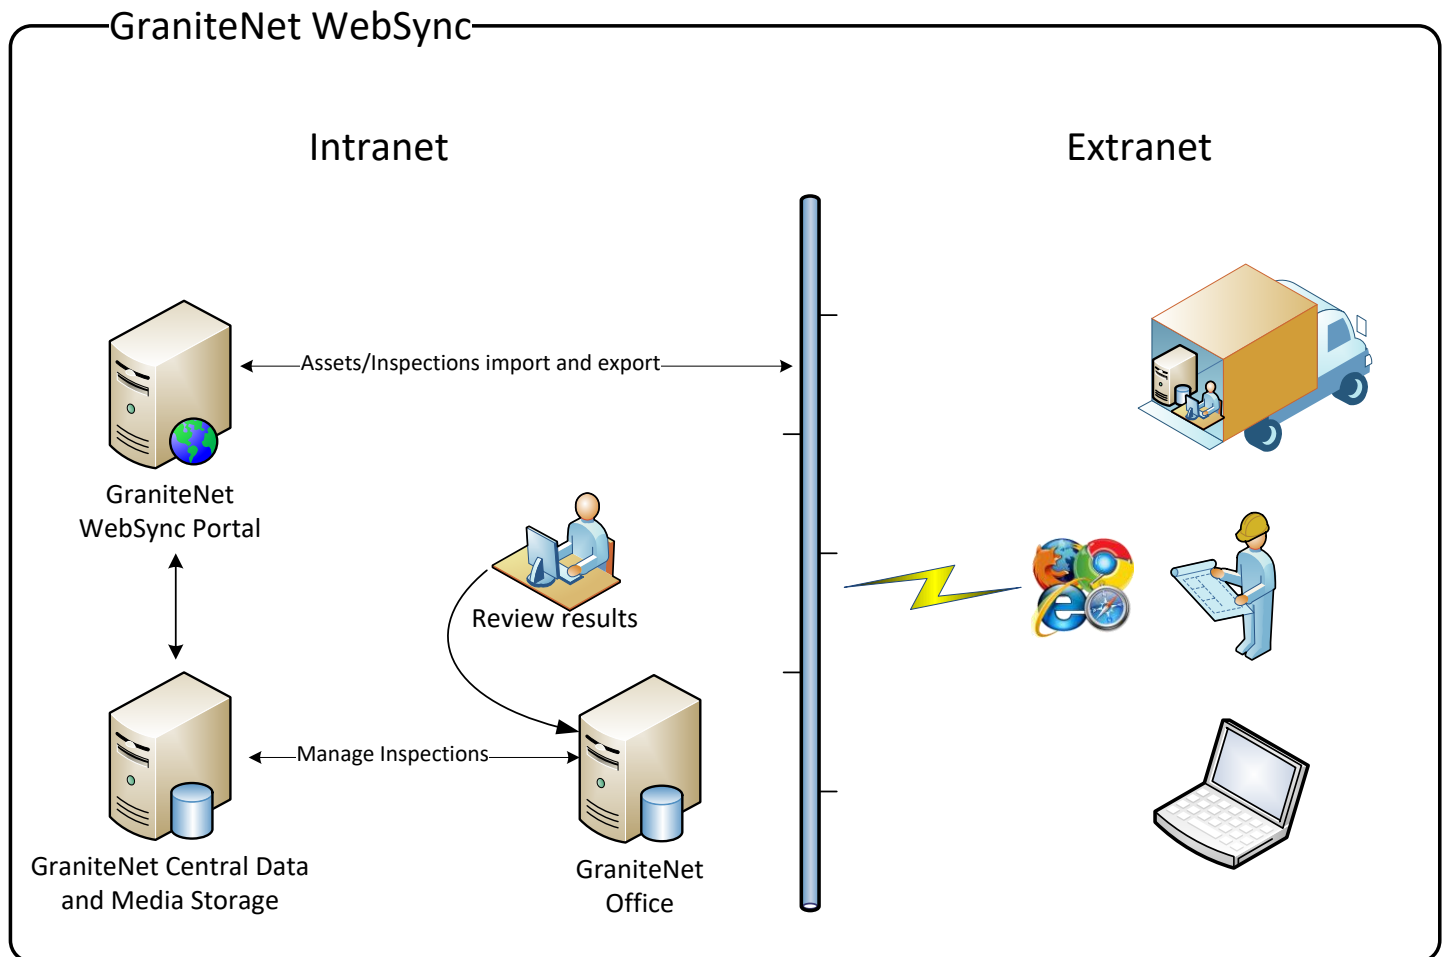 GraniteNet WebSync
Intranet
Extranet
Assets/Inspections import and export
GraniteNet
WebSync Portal
Review results
Manage Inspections
GraniteNet Central Data
and Media Storage
GraniteNet
Office